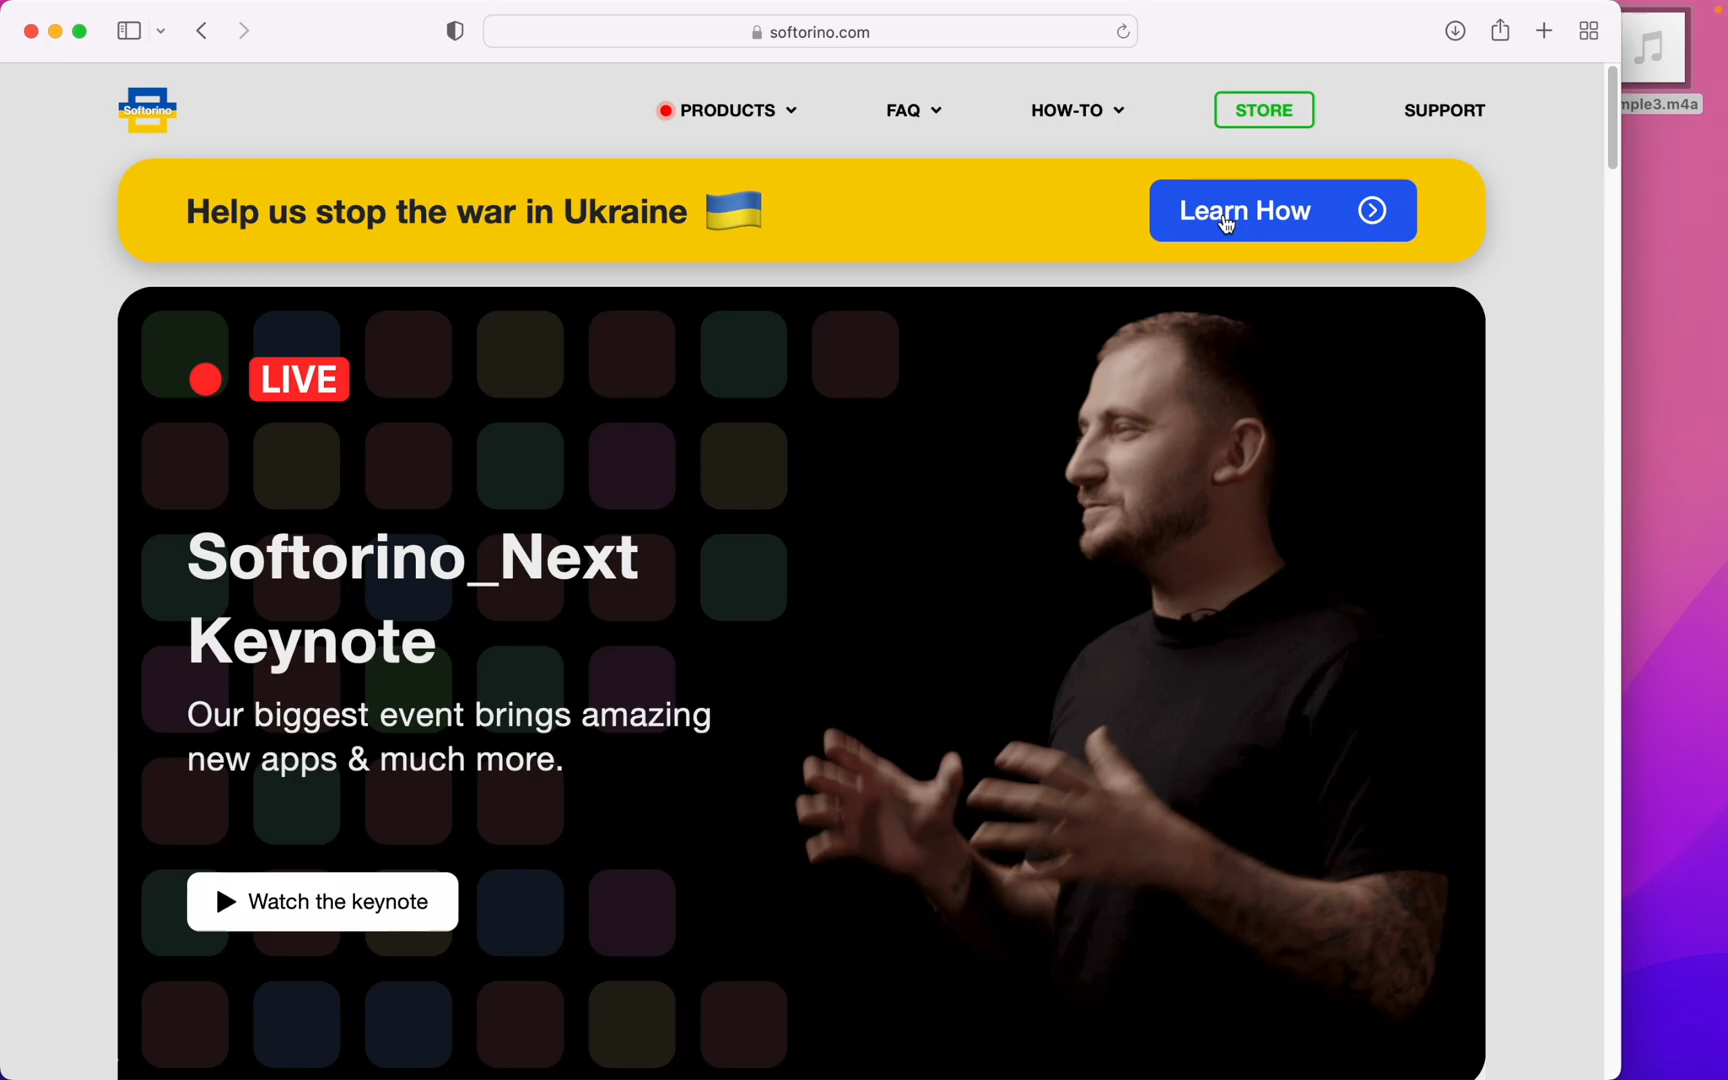 softorino.com
mple3.m4a
Softorino
PRODUCTS
FAQ
HOW-TO
STORE
SUPPORT
Help us stop the war in Ukraine
Learn How
LIVE
Softorino_Next
Keynote
Our biggest event brings amazing
new apps & much more.
Watch the keynote